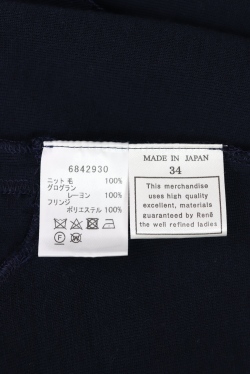 6842930
ニット 毛 100%
グログラン
レーヨン 100%
フリンジ
ポリエステル 100%
MADE IN JAPAN
34
This merchandise
uses high quality
excellent, materials
guaranteed by René
the well refined ladies